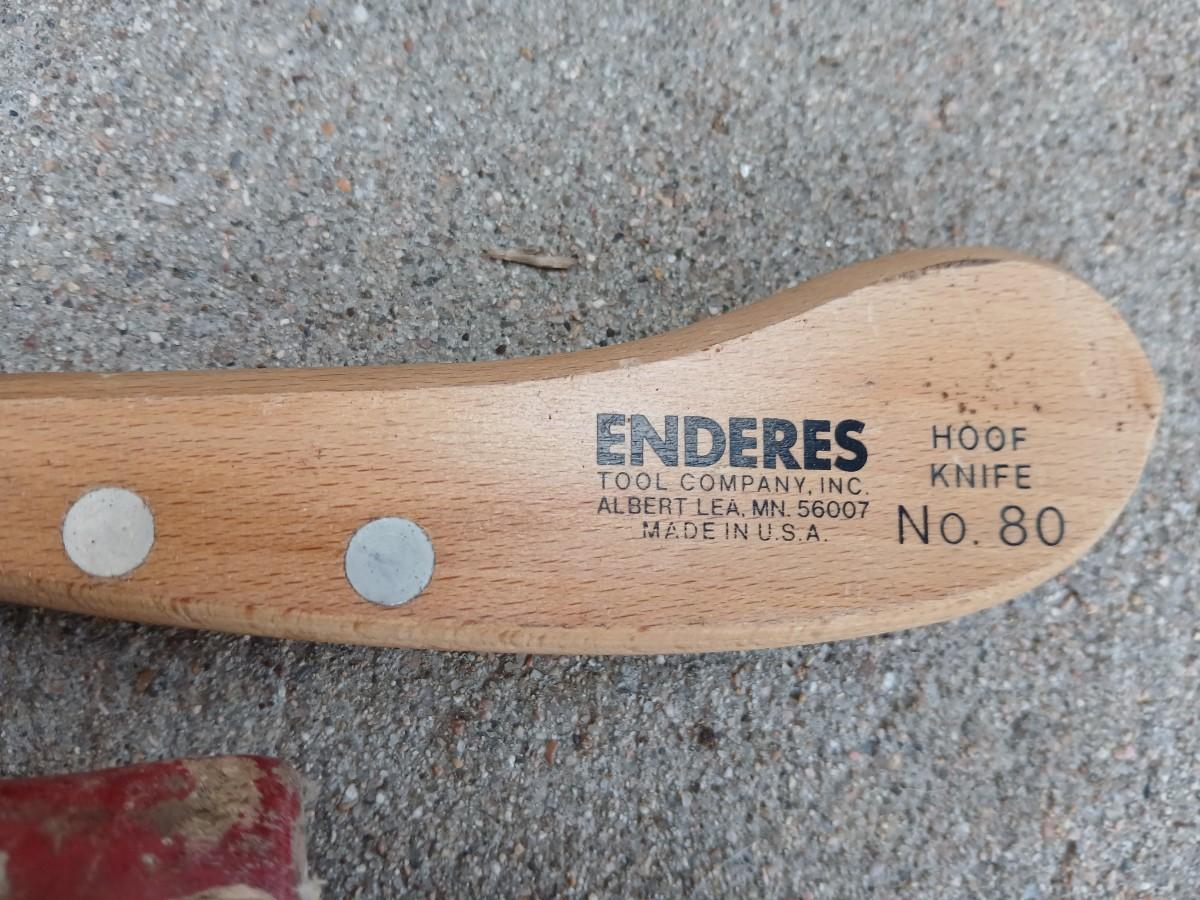 ENDERES
TOOL COMPANY, INC.
ALBERT LEA, MN. 56007
MADE IN U.S.A.
HOOF
KNIFE
No. 80